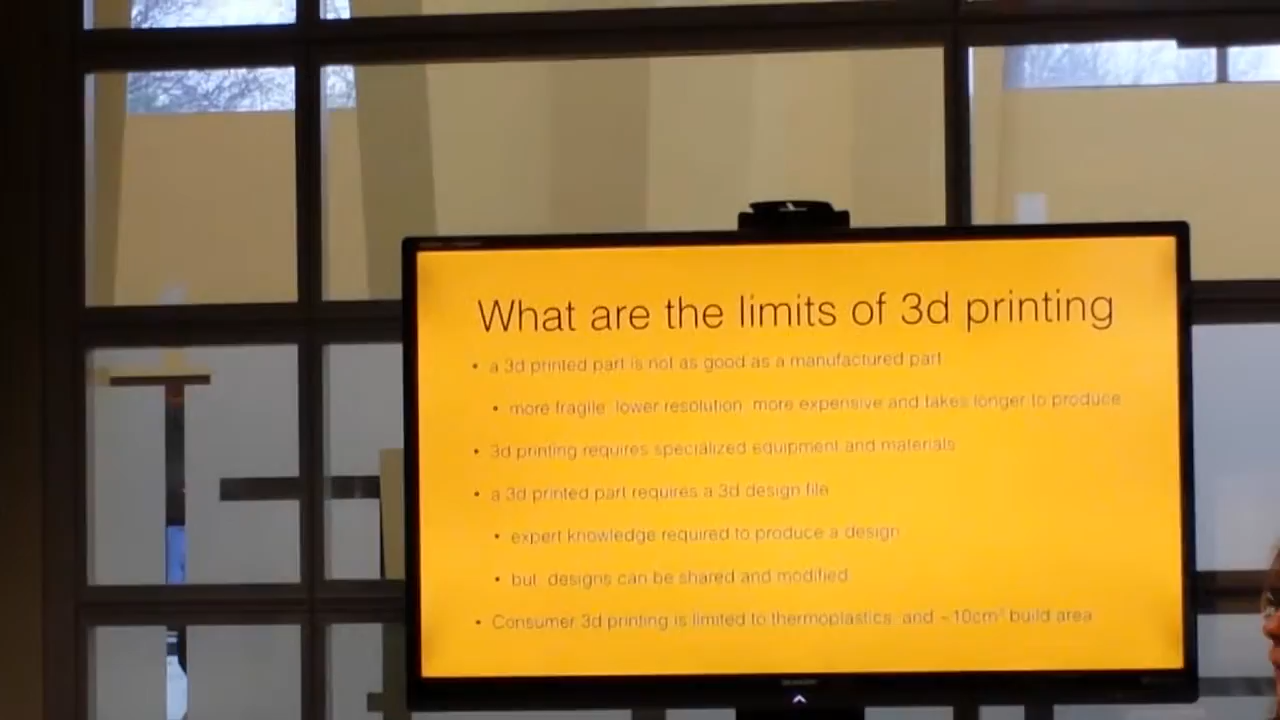 What are the limits of 3d printing
• a 3d printed part is not as good as a manufactured part
• more fragile, lower resolution, more expensive and takes longer to produce
• 3d printing requires specialized equipment and materials
• a 3d printed part requires a 3d design file
• expert knowledge required to produce a design
• but, designs can be shared and modified
• Consumer 3d printing is limited to thermoplastics, and ~10cm³ build area